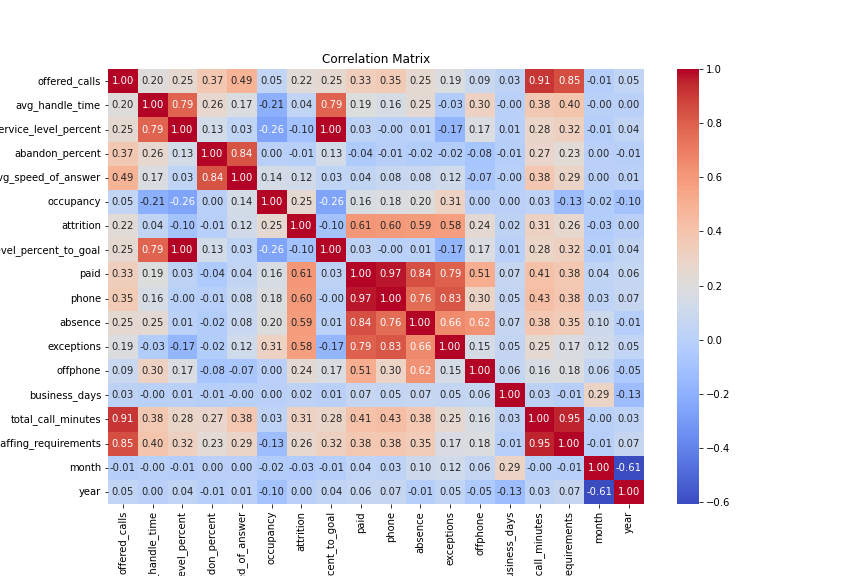 Correlation Matrix
offered_calls 1.00 0.20 0.25 0.37 0.49 0.05 0.22 0.25 0.33 0.35 0.25 0.19 0.09 0.03 0.91 0.85 -0.01 0.05
avg_handle_time 0.20 1.00 0.79 0.26 0.17 -0.21 0.04 0.79 0.19 0.16 0.25 -0.03 0.30 -0.00 0.38 0.40 -0.00 0.00
ervice_level_percent 0.25 0.79 1.00 0.13 0.03 -0.26 -0.10 1.00 0.03 -0.00 0.01 -0.17 0.17 0.01 0.28 0.32 -0.01 0.04
abandon_percent 0.37 0.26 0.13 1.00 0.84 0.00 -0.01 0.13 -0.04 -0.01 -0.02 -0.02 -0.08 -0.01 0.27 0.23 0.00 -0.01
vg_speed_of_answer 0.49 0.17 0.03 0.84 1.00 0.14 0.12 0.03 0.04 0.08 0.08 0.12 -0.07 -0.00 0.38 0.29 0.00 0.01
occupancy 0.05 -0.21 -0.26 0.00 0.14 1.00 0.25 -0.26 0.16 0.18 0.20 0.31 0.00 0.00 0.03 -0.13 -0.02 -0.10
attrition 0.22 0.04 -0.10 -0.01 0.12 0.25 1.00 -0.10 0.61 0.60 0.59 0.58 0.24 0.02 0.31 0.26 -0.03 0.00
evel_percent_to_goal 0.25 0.79 1.00 0.13 0.03 -0.26 -0.10 1.00 0.03 -0.00 0.01 -0.17 0.17 0.01 0.28 0.32 -0.01 0.04
paid 0.33 0.19 0.03 -0.04 0.04 0.16 0.61 0.03 1.00 0.97 0.84 0.79 0.51 0.07 0.41 0.38 0.04 0.06
phone 0.35 0.16 -0.00 -0.01 0.08 0.18 0.60 -0.00 0.97 1.00 0.76 0.83 0.30 0.05 0.43 0.38 0.03 0.07
absence 0.25 0.25 0.01 -0.02 0.08 0.20 0.59 0.01 0.84 0.76 1.00 0.66 0.62 0.07 0.38 0.35 0.10 -0.01
exceptions 0.19 -0.03 -0.17 -0.02 0.12 0.31 0.58 -0.17 0.79 0.83 0.66 1.00 0.15 0.05 0.25 0.17 0.12 0.05
offphone 0.09 0.30 0.17 -0.08 -0.07 0.00 0.24 0.17 0.51 0.30 0.62 0.15 1.00 0.06 0.16 0.18 0.06 -0.05
business_days 0.03 -0.00 0.01 -0.01 -0.00 0.00 0.02 0.01 0.07 0.05 0.07 0.05 0.06 1.00 0.03 -0.01 0.29 -0.13
total_call_minutes 0.91 0.38 0.28 0.27 0.38 0.03 0.31 0.28 0.41 0.43 0.38 0.25 0.16 0.03 1.00 0.95 -0.00 0.03
affing_requirements 0.85 0.40 0.32 0.23 0.29 -0.13 0.26 0.32 0.38 0.38 0.35 0.17 0.18 -0.01 0.95 1.00 -0.01 0.07
month -0.01 -0.00 -0.01 0.00 0.00 -0.02 -0.03 -0.01 0.04 0.03 0.10 0.12 0.06 0.29 -0.00 -0.01 1.00 -0.61
year 0.05 0.00 0.04 -0.01 0.01 -0.10 0.00 0.04 0.06 0.07 -0.01 0.05 -0.05 -0.13 0.03 0.07 -0.61 1.00
offered_calls
_handle_time
level_percent
don_percent
d_of_answer
occupancy
attrition
cent_to_goal
paid
phone
absence
exceptions
offphone
usiness_days
call_minutes
equirements
month
year
1.0
0.8
0.6
0.4
0.2
0.0
−0.2
−0.4
−0.6